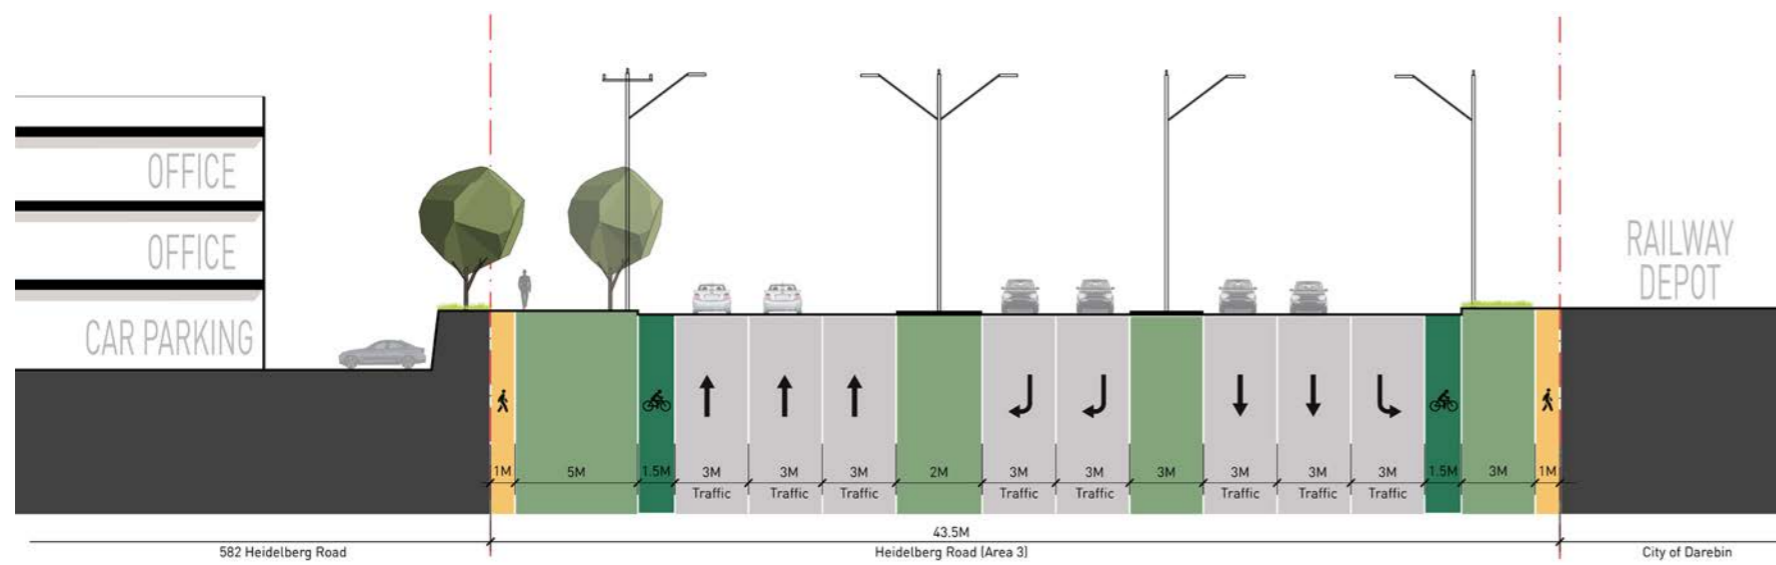 OFFICE
OFFICE
CAR PARKING
RAILWAY
DEPOT
1M
5M
1.5M
3M
3M
3M
2M
3M
3M
3M
3M
3M
3M
1.5M
3M
1M
Traffic
Traffic
Traffic
Traffic
Traffic
Traffic
Traffic
Traffic
43.5M
582 Heidelberg Road
Heidelberg Road (Area 3)
City of Darebin